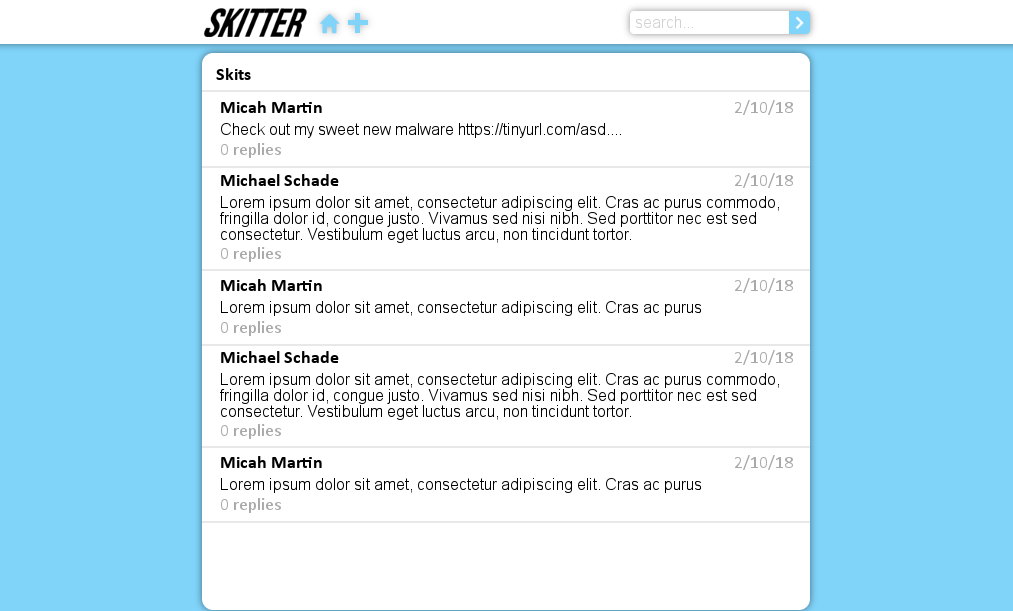 SKITTER
search...
Skits
Micah Martin 2/10/18
Check out my sweet new malware https://tinyurl.com/asd....
0 replies
Michael Schade 2/10/18
Lorem ipsum dolor sit amet, consectetur adipiscing elit. Cras ac purus commodo,
fringilla dolor id, congue justo. Vivamus sed nisi nibh. Sed porttitor nec est sed
consectetur. Vestibulum eget luctus arcu, non tincidunt tortor.
0 replies
Micah Martin 2/10/18
Lorem ipsum dolor sit amet, consectetur adipiscing elit. Cras ac purus
0 replies
Michael Schade 2/10/18
Lorem ipsum dolor sit amet, consectetur adipiscing elit. Cras ac purus commodo,
fringilla dolor id, congue justo. Vivamus sed nisi nibh. Sed porttitor nec est sed
consectetur. Vestibulum eget luctus arcu, non tincidunt tortor.
0 replies
Micah Martin 2/10/18
Lorem ipsum dolor sit amet, consectetur adipiscing elit. Cras ac purus
0 replies